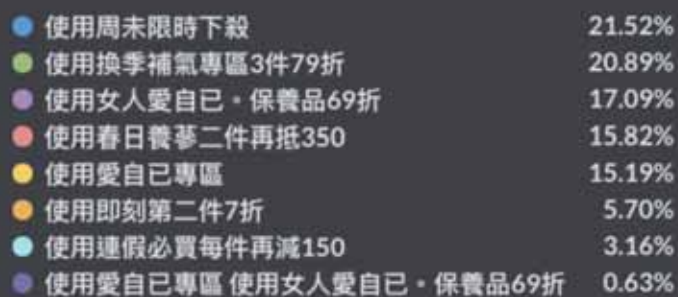 使用周末限時下殺 21.52%
使用換季補氣專區3件79折 20.89%
使用女人愛自已。保養品69折 17.09%
使用春日養蔘二件再抵350 15.82%
使用愛自已專區 15.19%
使用即刻第二件7折 5.70%
使用連假必買每件再減150 3.16%
使用愛自已專區 使用女人愛自已。保養品69折 0.63%